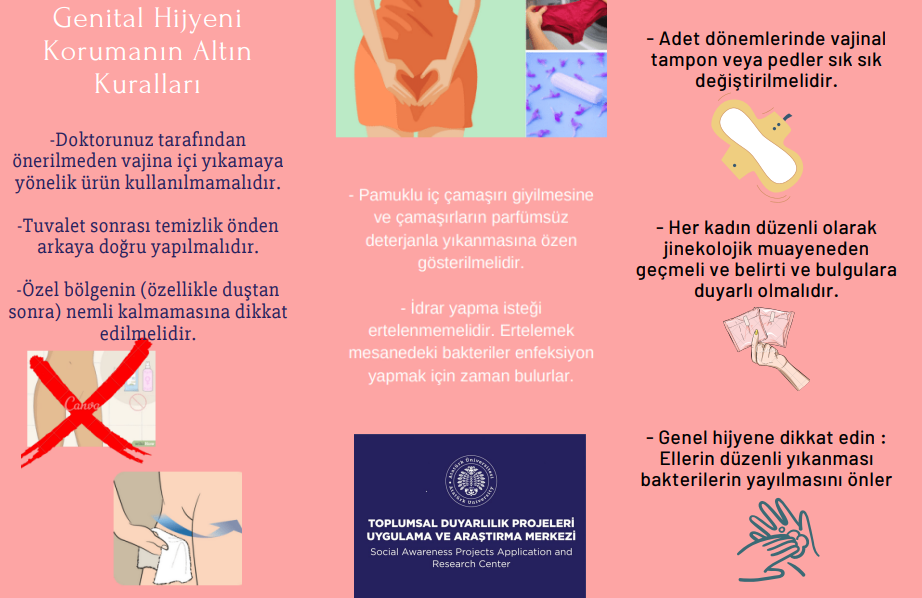 Genital Hijyeni
Korumanın Altın
Kuralları
-Doktorunuz tarafından
önerilmeden vajina içi yıkamaya
yönelik ürün kullanılmamalıdır.
-Tuvalet sonrası temizlik önden
arkaya doğru yapılmalıdır.
-Özel bölgenin (özellikle duştan
sonra) nemli kalmamasına dikkat
edilmelidir.
Canva
- Pamuklu iç çamaşırı giyilmesine
ve çamaşırların parfümsüz
deterjanla yıkanmasına özen
gösterilmelidir.
- İdrar yapma isteği
ertelenmemelidir. Ertelemek
mesanedeki bakteriler enfeksiyon
yapmak için zaman bulurlar.
Atatürk Üniversitesi
Atatürk University
TOPLUMSAL DUYARLILIK PROJELERİ
UYGULAMA VE ARAŞTIRMA MERKEZİ
Social Awareness Projects Application and
Research Center
- Adet dönemlerinde vajinal
tampon veya pedler sık sık
değiştirilmelidir.
- Her kadın düzenli olarak
jinekolojik muayeneden
geçmeli ve belirti ve bulgulara
duyarlı olmalıdır.
- Genel hijyene dikkat edin :
Ellerin düzenli yıkanması
bakterilerin yayılmasını önler